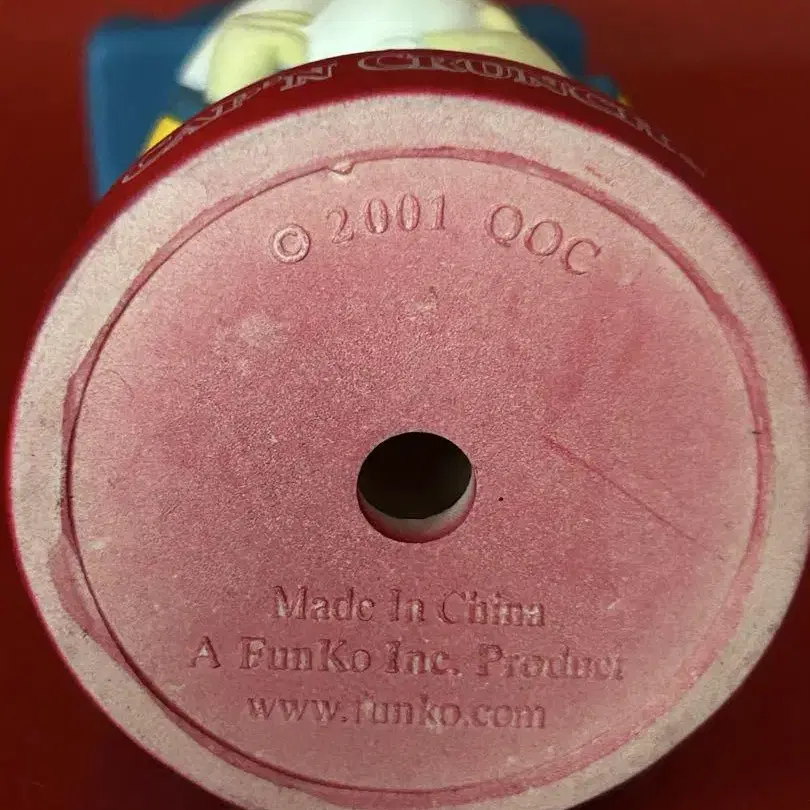 CAP'N CRUNCH
© 2001 QOC
Made In China
A FunKo Inc. Product
www.funko.com